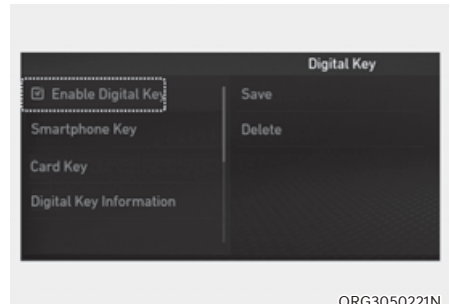 Digital Key
Enable Digital Key
Save
Smartphone Key
Delete
Card Key
Digital Key Information
ORG3050221N